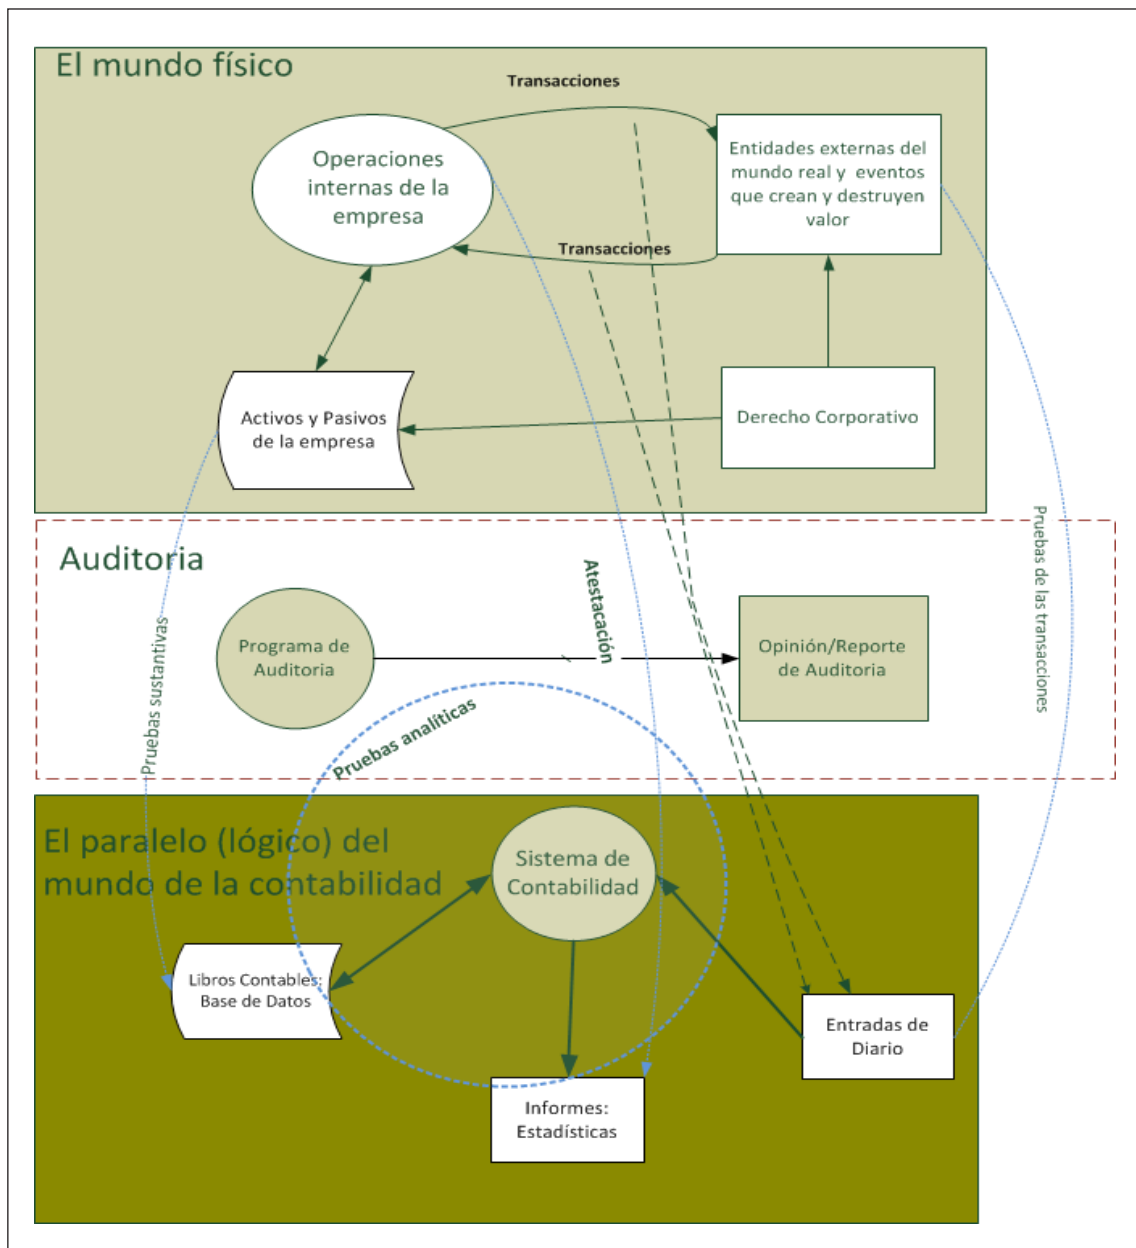 El mundo físico
Transacciones
Operaciones
internas de la
empresa
Entidades externas del
mundo real y eventos
que crean y destruyen
valor
Transacciones
Activos y Pasivos
de la empresa
Derecho Corporativo
Auditoria
Atestacación
Pruebas de las transacciones
Programa de
Auditoria
Opinión/Reporte
de Auditoria
Pruebas sustantivas
Pruebas analíticas
El paralelo (lógico) del
mundo de la contabilidad
Sistema de
Contabilidad
Libros Contables:
Base de Datos
Entradas de
Diario
Informes:
Estadísticas